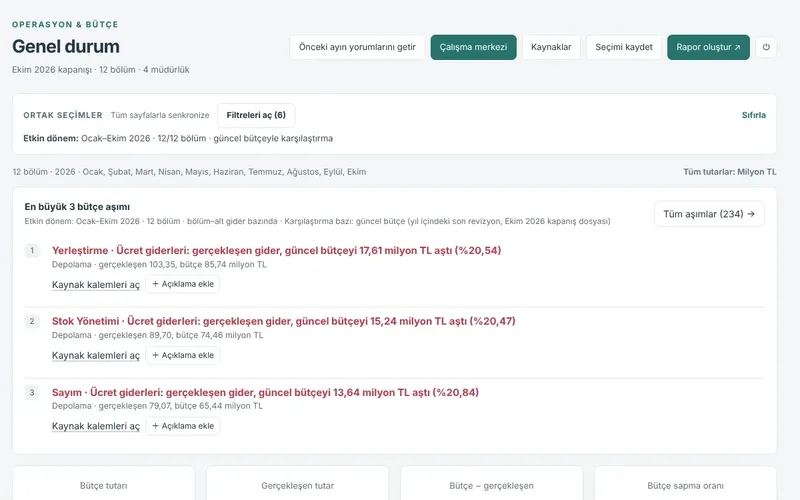 OPERASYON & BÜTÇE
Genel durum
Ekim 2026 kapanışı · 12 bölüm · 4 müdürlük
Önceki ayın yorumlarını getir
Çalışma merkezi
Kaynaklar
Seçimi kaydet
Rapor oluştur ↗
ORTAK SEÇİMLER Tüm sayfalarla senkronize Filtreleri aç (6) Sıfırla
Etkin dönem: Ocak–Ekim 2026 · 12/12 bölüm · güncel bütçeyle karşılaştırma
12 bölüm · 2026 · Ocak, Şubat, Mart, Nisan, Mayıs, Haziran, Temmuz, Ağustos, Eylül, Ekim Tüm tutarlar: Milyon TL
En büyük 3 bütçe aşımı
Etkin dönem: Ocak–Ekim 2026 · 12 bölüm · bölüm–alt gider bazında · Karşılaştırma bazı: güncel bütçe (yıl içindeki son revizyon, Ekim 2026 kapanış dosyası)
Tüm aşımlar (234) →
1 Yerleştirme · Ücret giderleri: gerçekleşen gider, güncel bütçeyi 17,61 milyon TL aştı (%20,54)
Depolama · gerçekleşen 103,35, bütçe 85,74 milyon TL
Kaynak kalemleri aç + Açıklama ekle
2 Stok Yönetimi · Ücret giderleri: gerçekleşen gider, güncel bütçeyi 15,24 milyon TL aştı (%20,47)
Depolama · gerçekleşen 89,70, bütçe 74,46 milyon TL
Kaynak kalemleri aç + Açıklama ekle
3 Sayım · Ücret giderleri: gerçekleşen gider, güncel bütçeyi 13,64 milyon TL aştı (%20,84)
Depolama · gerçekleşen 79,07, bütçe 65,44 milyon TL
Kaynak kalemleri aç + Açıklama ekle
Bütçe tutarı
Gerçekleşen tutar
Bütçe − gerçekleşen
Bütçe sapma oranı